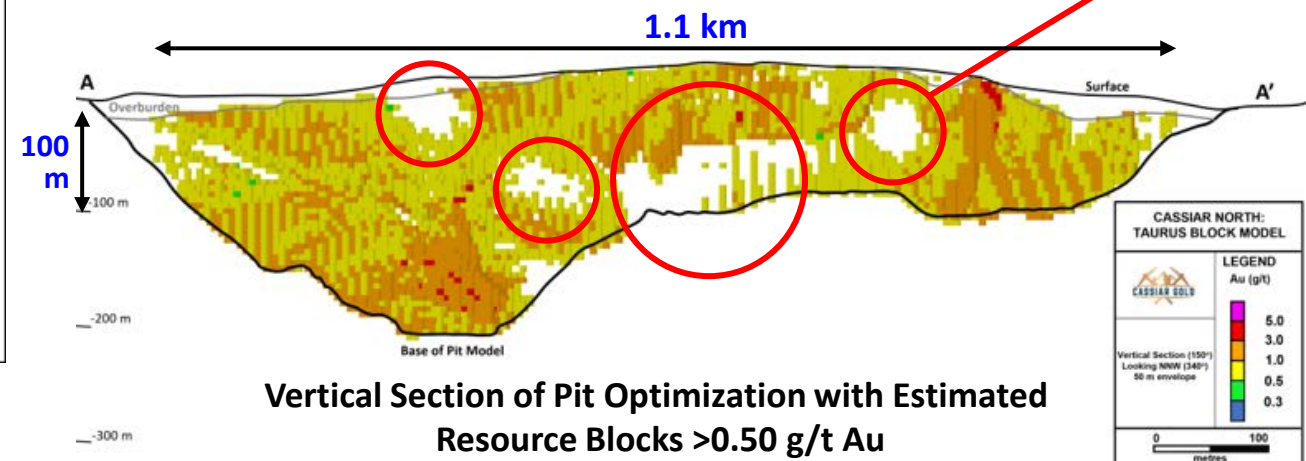 1.1 km
A
Overburden
Surface
A'
100
m
-100 m
-200 m
Base of Pit Model
-300 m
Vertical Section of Pit Optimization with Estimated
Resource Blocks >0.50 g/t Au
CASSIAR NORTH:
TAURUS BLOCK MODEL
CASSIAR GOLD
LEGEND
Au (g/t)
5.0
3.0
1.0
0.5
0.3
Vertical Section (150°)
Looking NNW (340°)
50 m envelope
0 100
metres